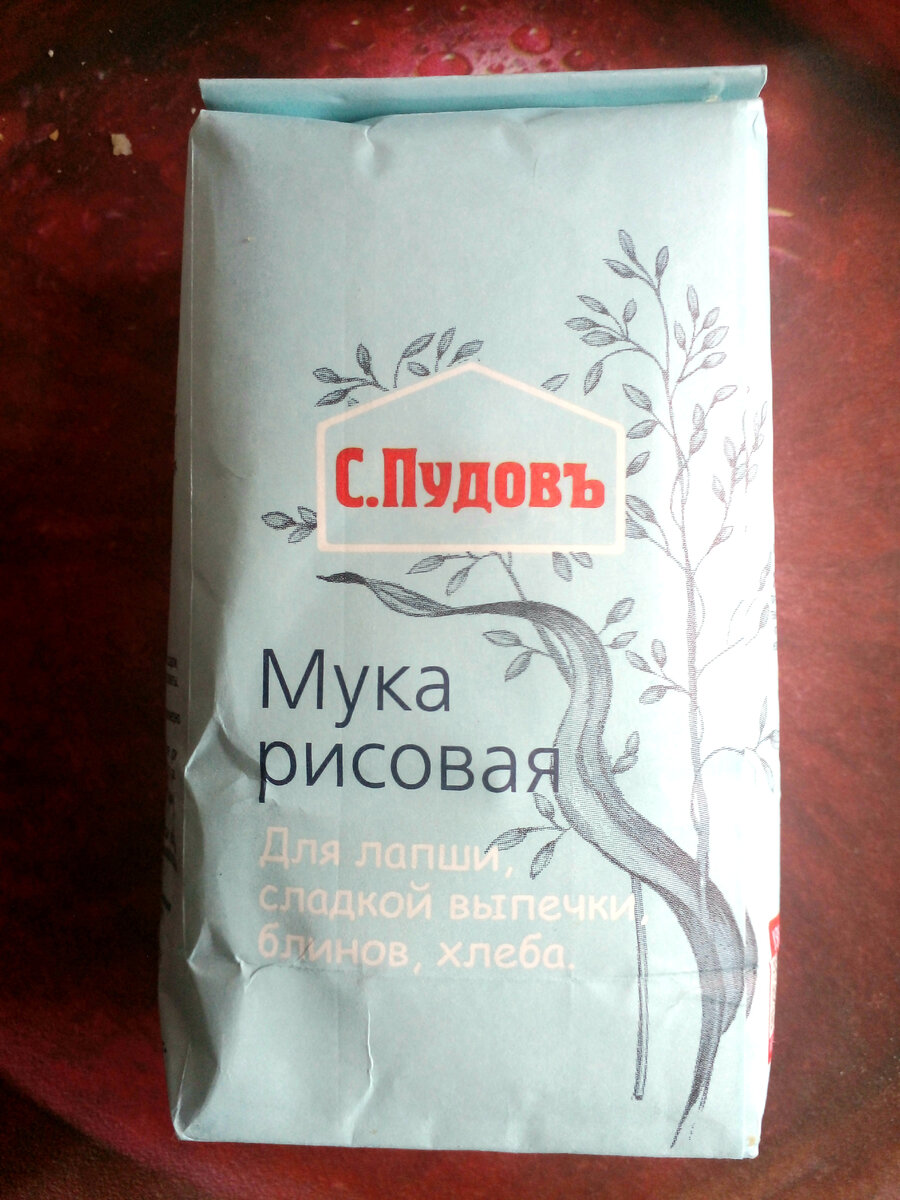 С.Пудовъ
Мука
рисовая
Для лапши,
сладкой выпечки,
блинов, хлеба.